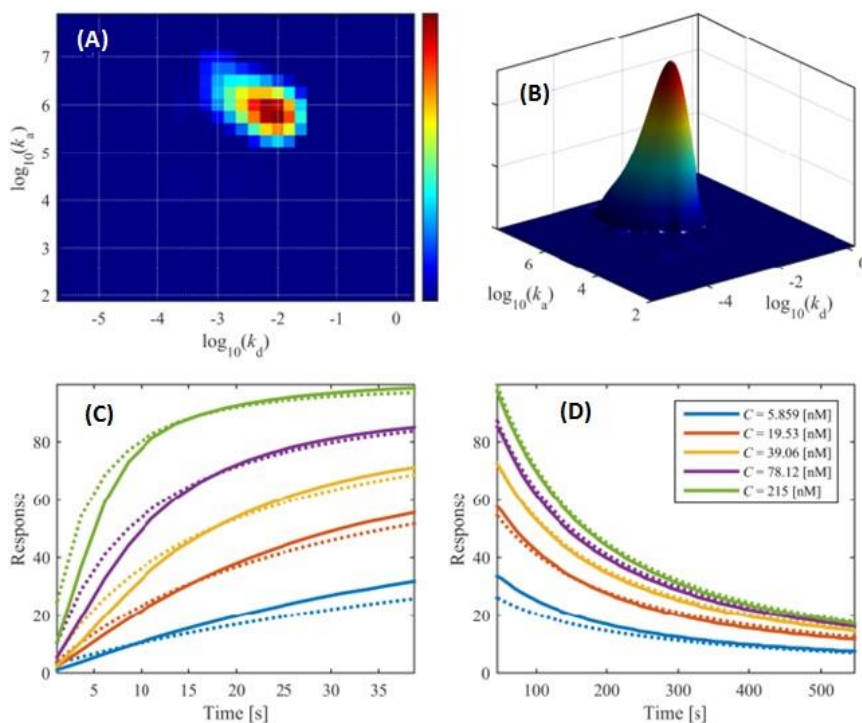 (A)
7
6
5
4
3
2
log10(ka)
-5 -4 -3 -2 -1 0
log10(kd)
(B)
6
4
2
log10(ka)
-4
-2
0
log10(kd)
(C)
80
60
40
20
0
Response
5 10 15 20 25 30 35
Time [s]
(D)
C = 5.859 [nM]
C = 19.53 [nM]
C = 39.06 [nM]
C = 78.12 [nM]
C = 215 [nM]
80
60
40
20
0
Response
100 200 300 400 500
Time [s]